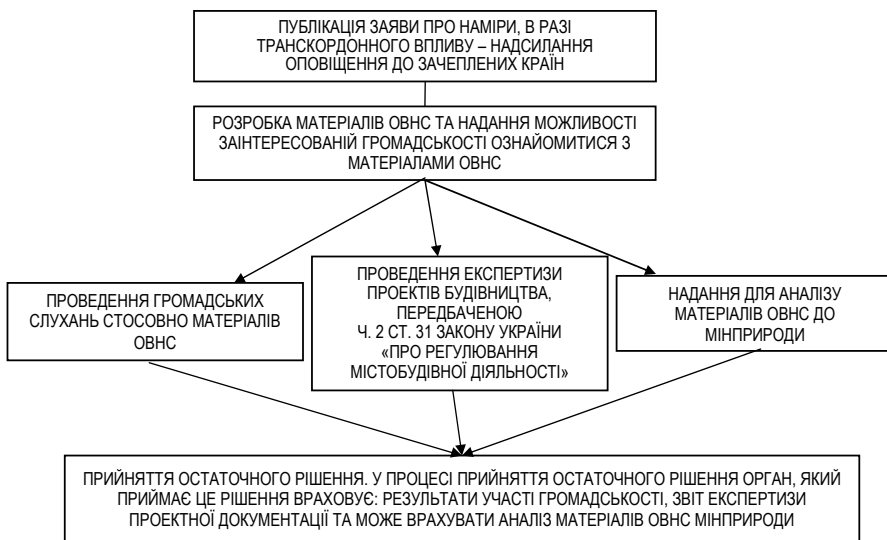 ПУБЛІКАЦІЯ ЗАЯВИ ПРО НАМІРИ, В РАЗІ
ТРАНСКОРДОННОГО ВПЛИВУ – НАДСИЛАННЯ
ОПОВІЩЕННЯ ДО ЗАЧЕПЛЕНИХ КРАЇН
РОЗРОБКА МАТЕРІАЛІВ ОВНС ТА НАДАННЯ МОЖЛИВОСТІ
ЗАІНТЕРЕСОВАНІЙ ГРОМАДСЬКОСТІ ОЗНАЙОМИТИСЯ З
МАТЕРІАЛАМИ ОВНС
ПРОВЕДЕННЯ ГРОМАДСЬКИХ
СЛУХАНЬ СТОСОВНО МАТЕРІАЛІВ
ОВНС
ПРОВЕДЕННЯ ЕКСПЕРТИЗИ
ПРОЕКТІВ БУДІВНИЦТВА,
ПЕРЕДБАЧЕНОЮ
Ч. 2 СТ. 31 ЗАКОНУ УКРАЇНИ
«ПРО РЕГУЛЮВАННЯ
МІСТОБУДІВНОЇ ДІЯЛЬНОСТІ»
НАДАННЯ ДЛЯ АНАЛІЗУ
МАТЕРІАЛІВ ОВНС ДО
МІНПРИРОДИ
ПРИЙНЯТТЯ ОСТАТОЧНОГО РІШЕННЯ. У ПРОЦЕСІ ПРИЙНЯТТЯ ОСТАТОЧНОГО РІШЕННЯ ОРГАН, ЯКИЙ
ПРИЙМАЄ ЦЕ РІШЕННЯ ВРАХОВУЄ: РЕЗУЛЬТАТИ УЧАСТІ ГРОМАДСЬКОСТІ, ЗВІТ ЕКСПЕРТИЗИ
ПРОЕКТНОЇ ДОКУМЕНТАЦІЇ ТА МОЖЕ ВРАХУВАТИ АНАЛІЗ МАТЕРІАЛІВ ОВНС МІНПРИРОДИ